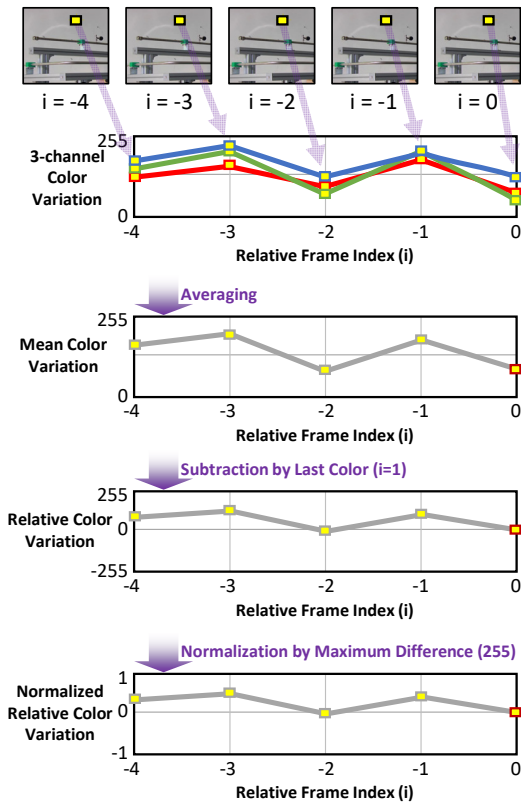 i = -4 i = -3 i = -2 i = -1 i = 0
255
3-channel
Color
Variation
0
-4 -3 -2 -1 0
Relative Frame Index (i)
Averaging
255
Mean Color
Variation
0
-4 -3 -2 -1 0
Relative Frame Index (i)
Subtraction by Last Color (i=1)
255
Relative Color
Variation
0
-255
-4 -3 -2 -1 0
Relative Frame Index (i)
Normalization by Maximum Difference (255)
1
Normalized
Relative Color
Variation
0
-1
-4 -3 -2 -1 0
Relative Frame Index (i)